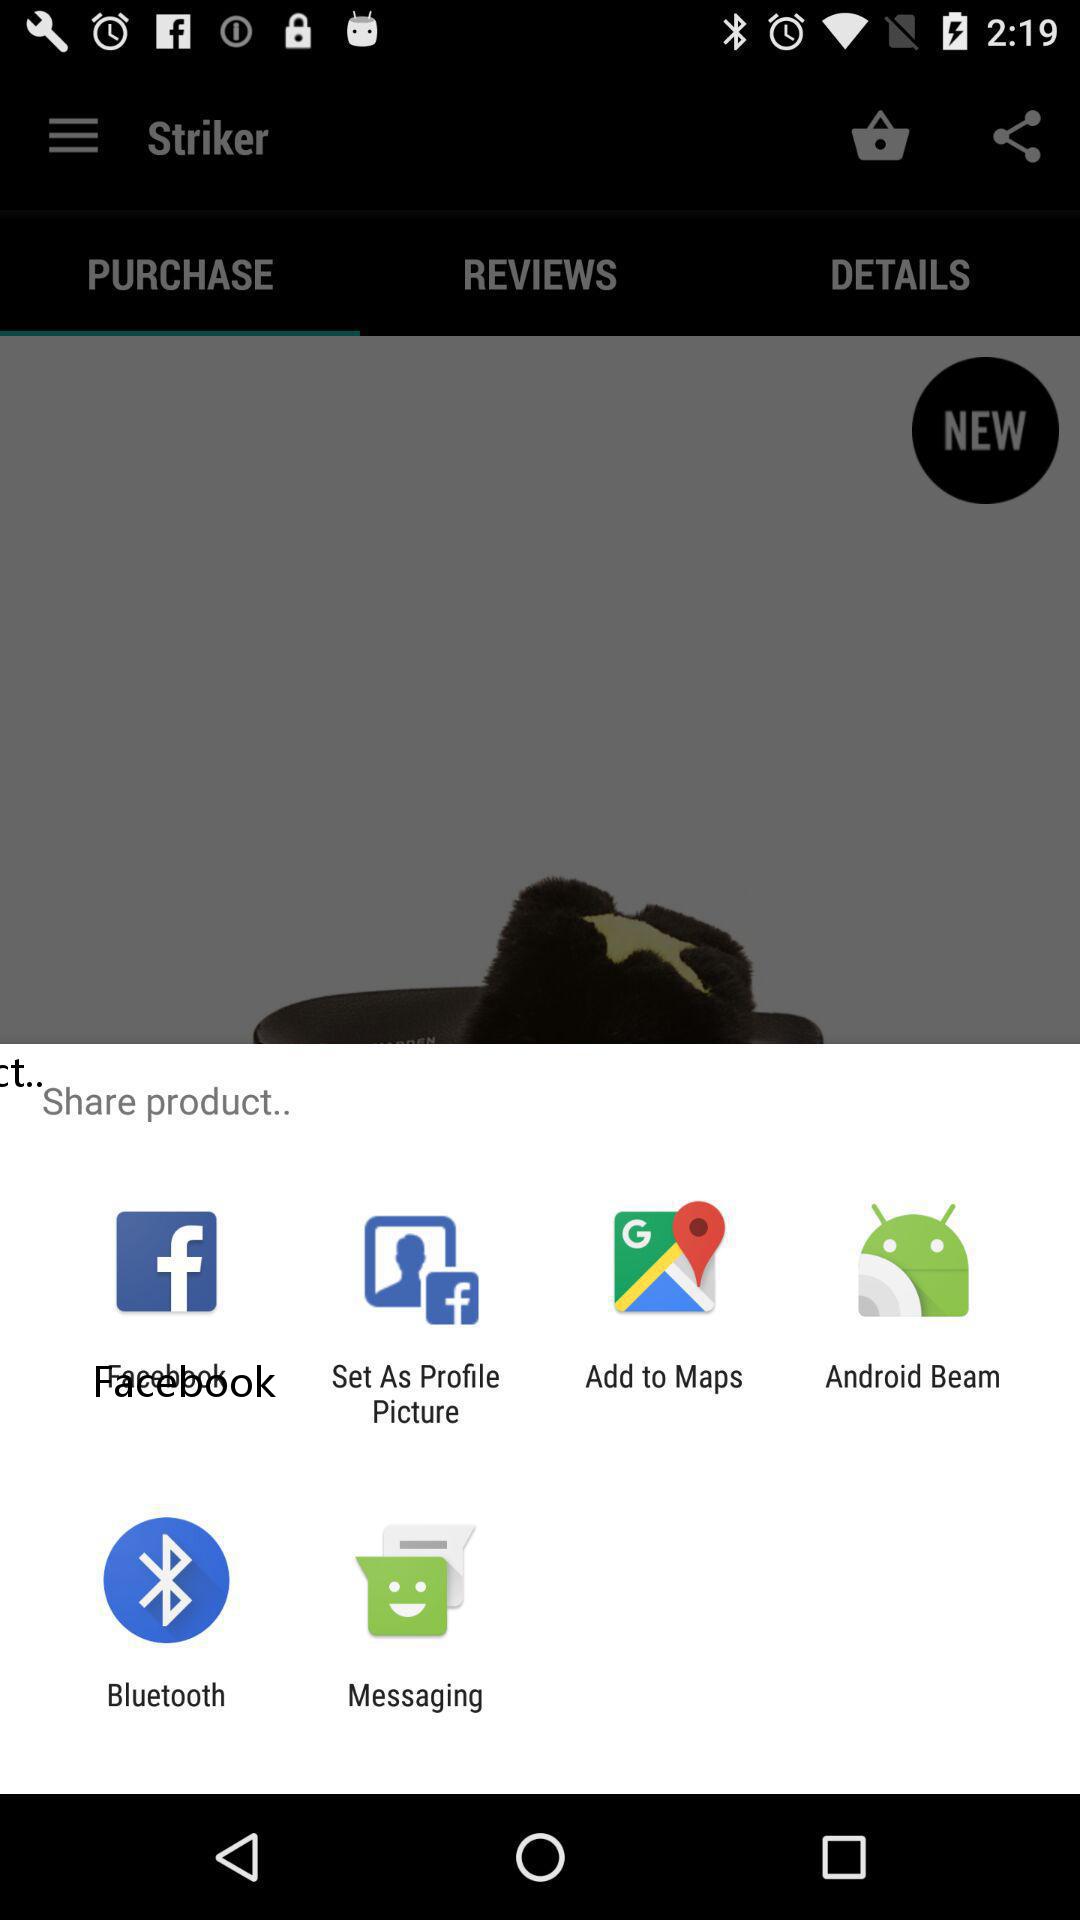 2:19
Striker
PURCHASE REVIEWS DETAILS
NEW
ct..
Share product..
Facebook
Facebook
Set As Profile
Picture
Add to Maps
Android Beam
Bluetooth
Messaging